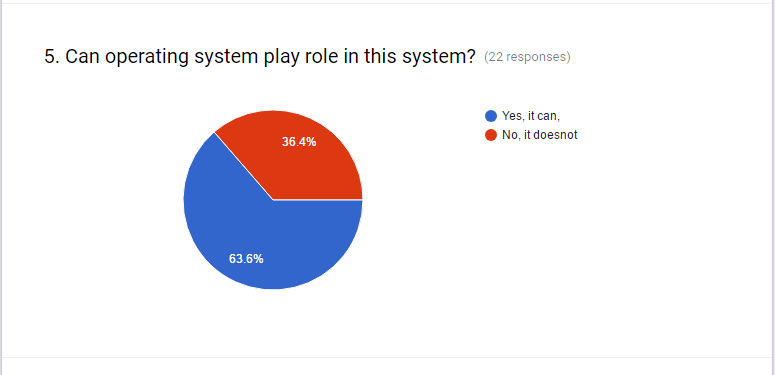 5. Can operating system play role in this system? (22 responses)
Yes, it can,
No, it doesnot
36.4%
63.6%